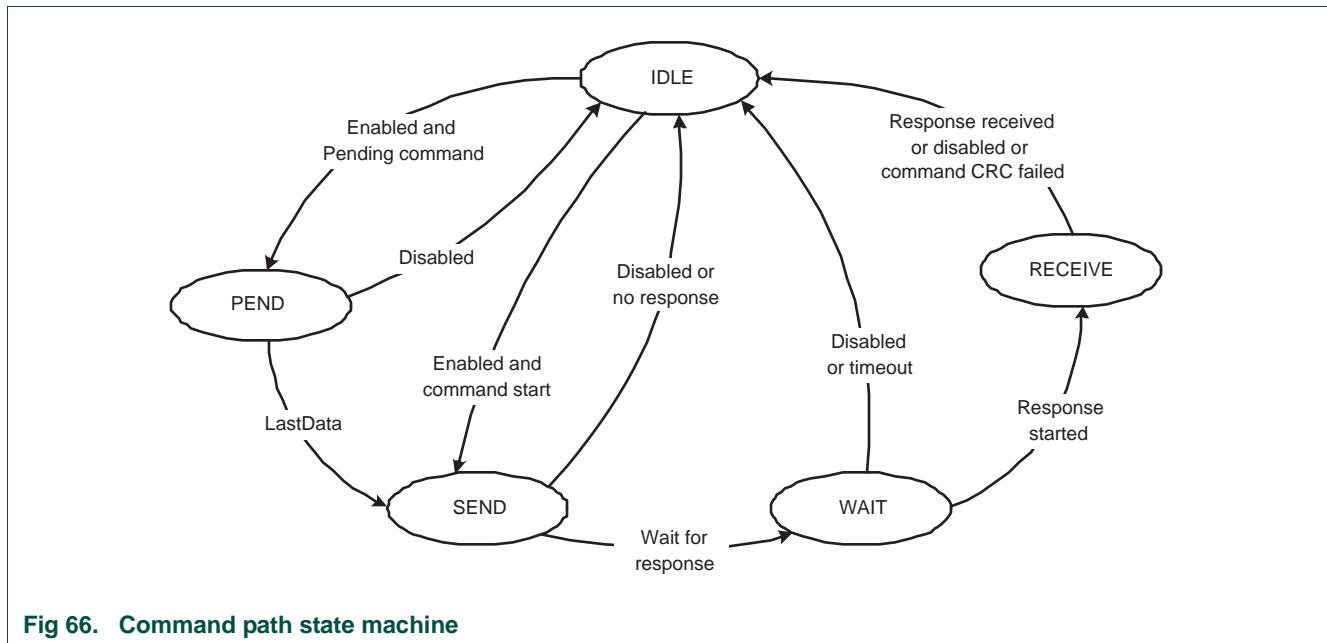 IDLE
Enabled and
Pending command
Response received
or disabled or
command CRC failed
Disabled
Disabled or
no response
RECEIVE
PEND
Disabled
or timeout
Enabled and
command start
LastData
Response
started
SEND
WAIT
Wait for
response
Fig 66. Command path state machine